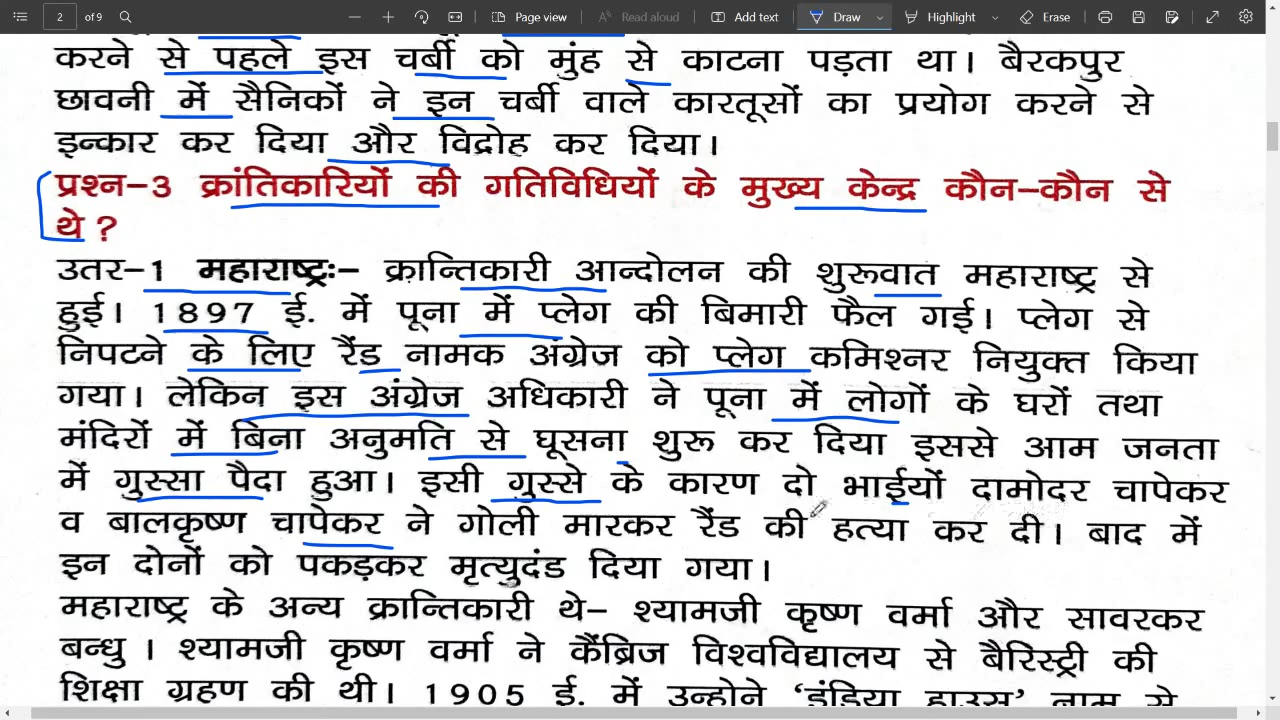 2 of 9 Page view Read aloud Add text Draw Highlight Erase
करने से पहले इस चर्बी को मुंह से काटना पड़ता था। बैरकपुर
छावनी में सैनिकों ने इन चर्बी वाले कारतूसों का प्रयोग करने से
इन्कार कर दिया और विद्रोह कर दिया।
प्रश्न-3 क्रांतिकारियों की गतिविधियों के मुख्य केन्द्र कौन-कौन से
थे ?
उतर-1 महाराष्ट्रः- क्रान्तिकारी आन्दोलन की शुरूवात महाराष्ट्र से
हुई। 1897 ई. में पूना में प्लेग की बिमारी फैल गई। प्लेग से
निपटने के लिए रैंड नामक अंग्रेज को प्लेग कमिश्नर नियुक्त किया
गया। लेकिन इस अंग्रेज अधिकारी ने पूना में लोगों के घरों तथा
मंदिरों में बिना अनुमति से घूसना शुरू कर दिया इससे आम जनता
में गुस्सा पैदा हुआ। इसी गुस्से के कारण दो भाईयों दामोदर चापेकर
व बालकृष्ण चापेकर ने गोली मारकर रैंड की हत्या कर दी। बाद में
इन दोनों को पकड़कर मृत्युदंड दिया गया।
महाराष्ट्र के अन्य क्रान्तिकारी थे- श्यामजी कृष्ण वर्मा और सावरकर
बन्धु । श्यामजी कृष्ण वर्मा ने कैंब्रिज विश्वविद्यालय से बैरिस्ट्री की
शिक्षा ग्रहण की थी। 1905 ई. में उन्होने 'इंडिया हाउस' नाम से